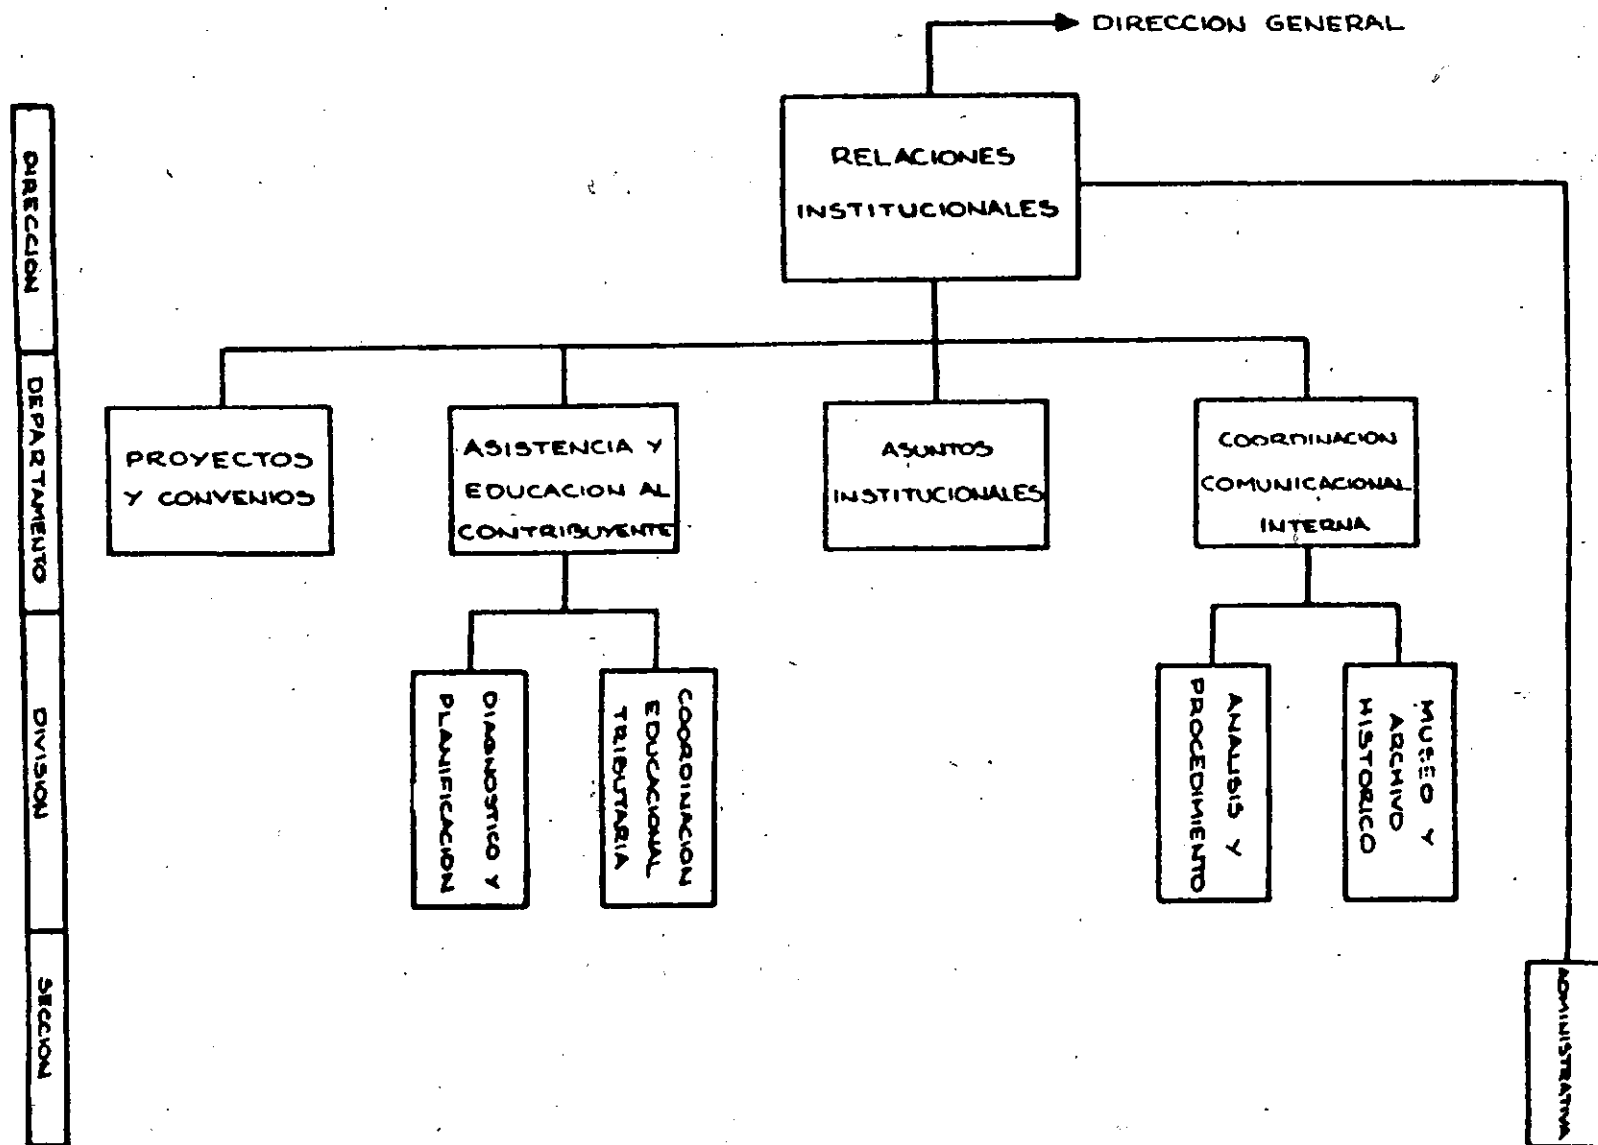 DIRECCION GENERAL
RELACIONES
INSTITUCIONALES
DIRECCION
DEPARTAMENTO
DIVISION
SECCION
PROYECTOS
Y CONVENIOS
ASISTENCIA Y
EDUCACION AL
CONTRIBUYENTE
ASUNTOS
INSTITUCIONALES
COORDINACION
COMUNICACIONAL
INTERNA
DIAGNOSTICO Y
PLANIFICACION
COORDINACION
EDUCACIONAL
TRIBUTARIA
ANALISIS Y
PROCEDIMIENTO
MUSEO Y
ARCHIVO
HISTORICO
ADMINISTRATIVA